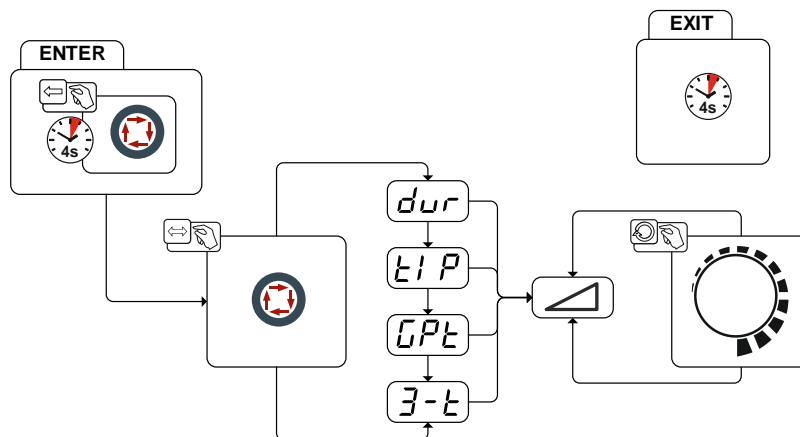 ENTER
EXIT
4s
4s
dur
tIP
GPt
3-t